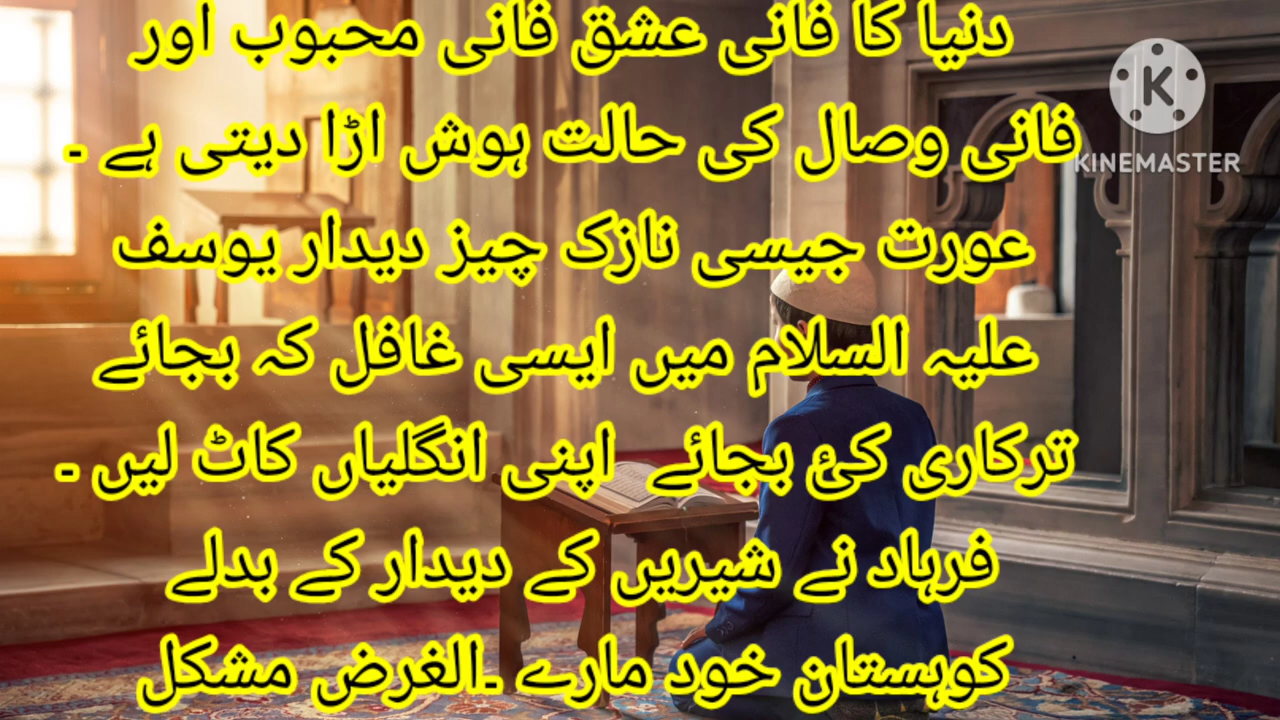 دنیا کا فانی عشق فانی محبوب اور
فانی وصال کی حالت ہوش اڑا دیتی ہے ۔
عورت جیسی نازک چیز دیدار یوسف
علیہ السلام میں ایسی غافل کہ بجائے
ترکاری کئ بجائے اپنی انگلیاں کاٹ لیں ۔
فرہاد نے شیریں کے دیدار کے بدلے
کوہستان خود مارے ۔الغرض مشکل
K
KINEMASTER